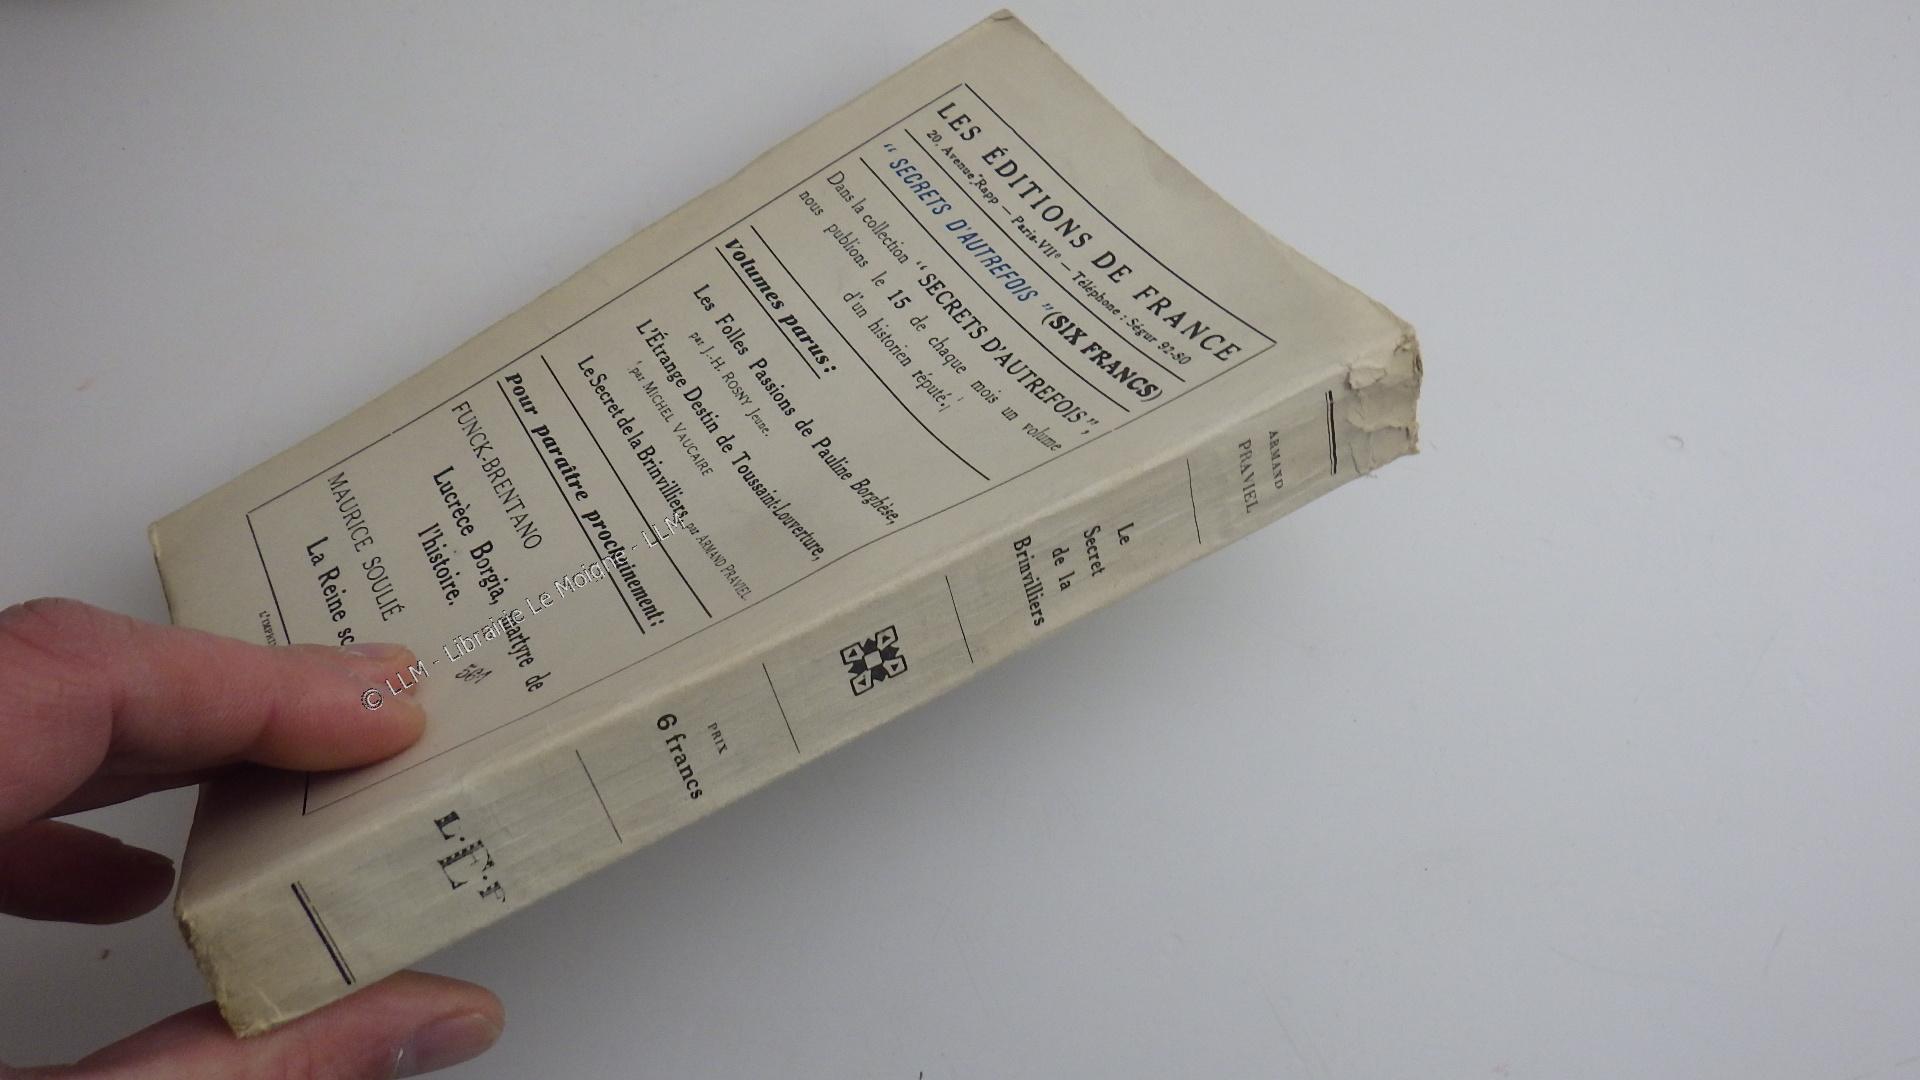 LES ÉDITIONS DE FRANCE
20, Avenue Rapp — Paris-VIIe — Téléphone : Ségur 92-80
“ SECRETS D'AUTREFOIS ” (SIX FRANCS)
Dans la collection “ SECRETS D'AUTREFOIS ”,
nous publions le 15 de chaque mois un volume
d'un historien réputé.
Volumes parus :
Les Folles Passions de Pauline Borghèse,
par J.-H. ROSNY Jeune.
L'Étrange Destin de Toussaint-Louverture,
par MICHEL VAUCAIRE
Le Secret de la Brinvilliers, par ARMAND PRAVIEL.
Pour paraître prochainement :
FUNCK-BRENTANO
Lucrèce Borgia, martyre de
l'histoire.
MAURICE SOULIÉ
La Reine
ARMAND
PRAVIEL
Le
Secret
de la
Brinvilliers
PRIX
6 francs
L.E.F
© LLM - Librairie Le Moigne - LLM